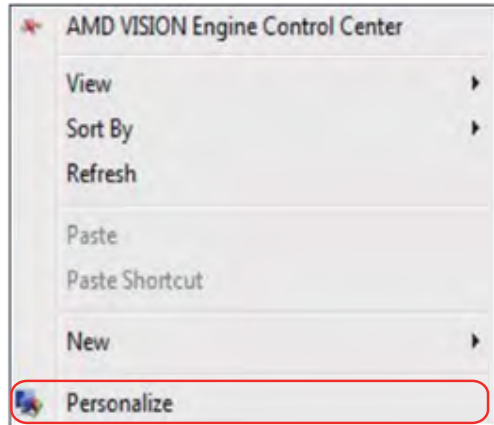 AMD VISION Engine Control Center
View
Sort By
Refresh
Paste
Paste Shortcut
New
Personalize